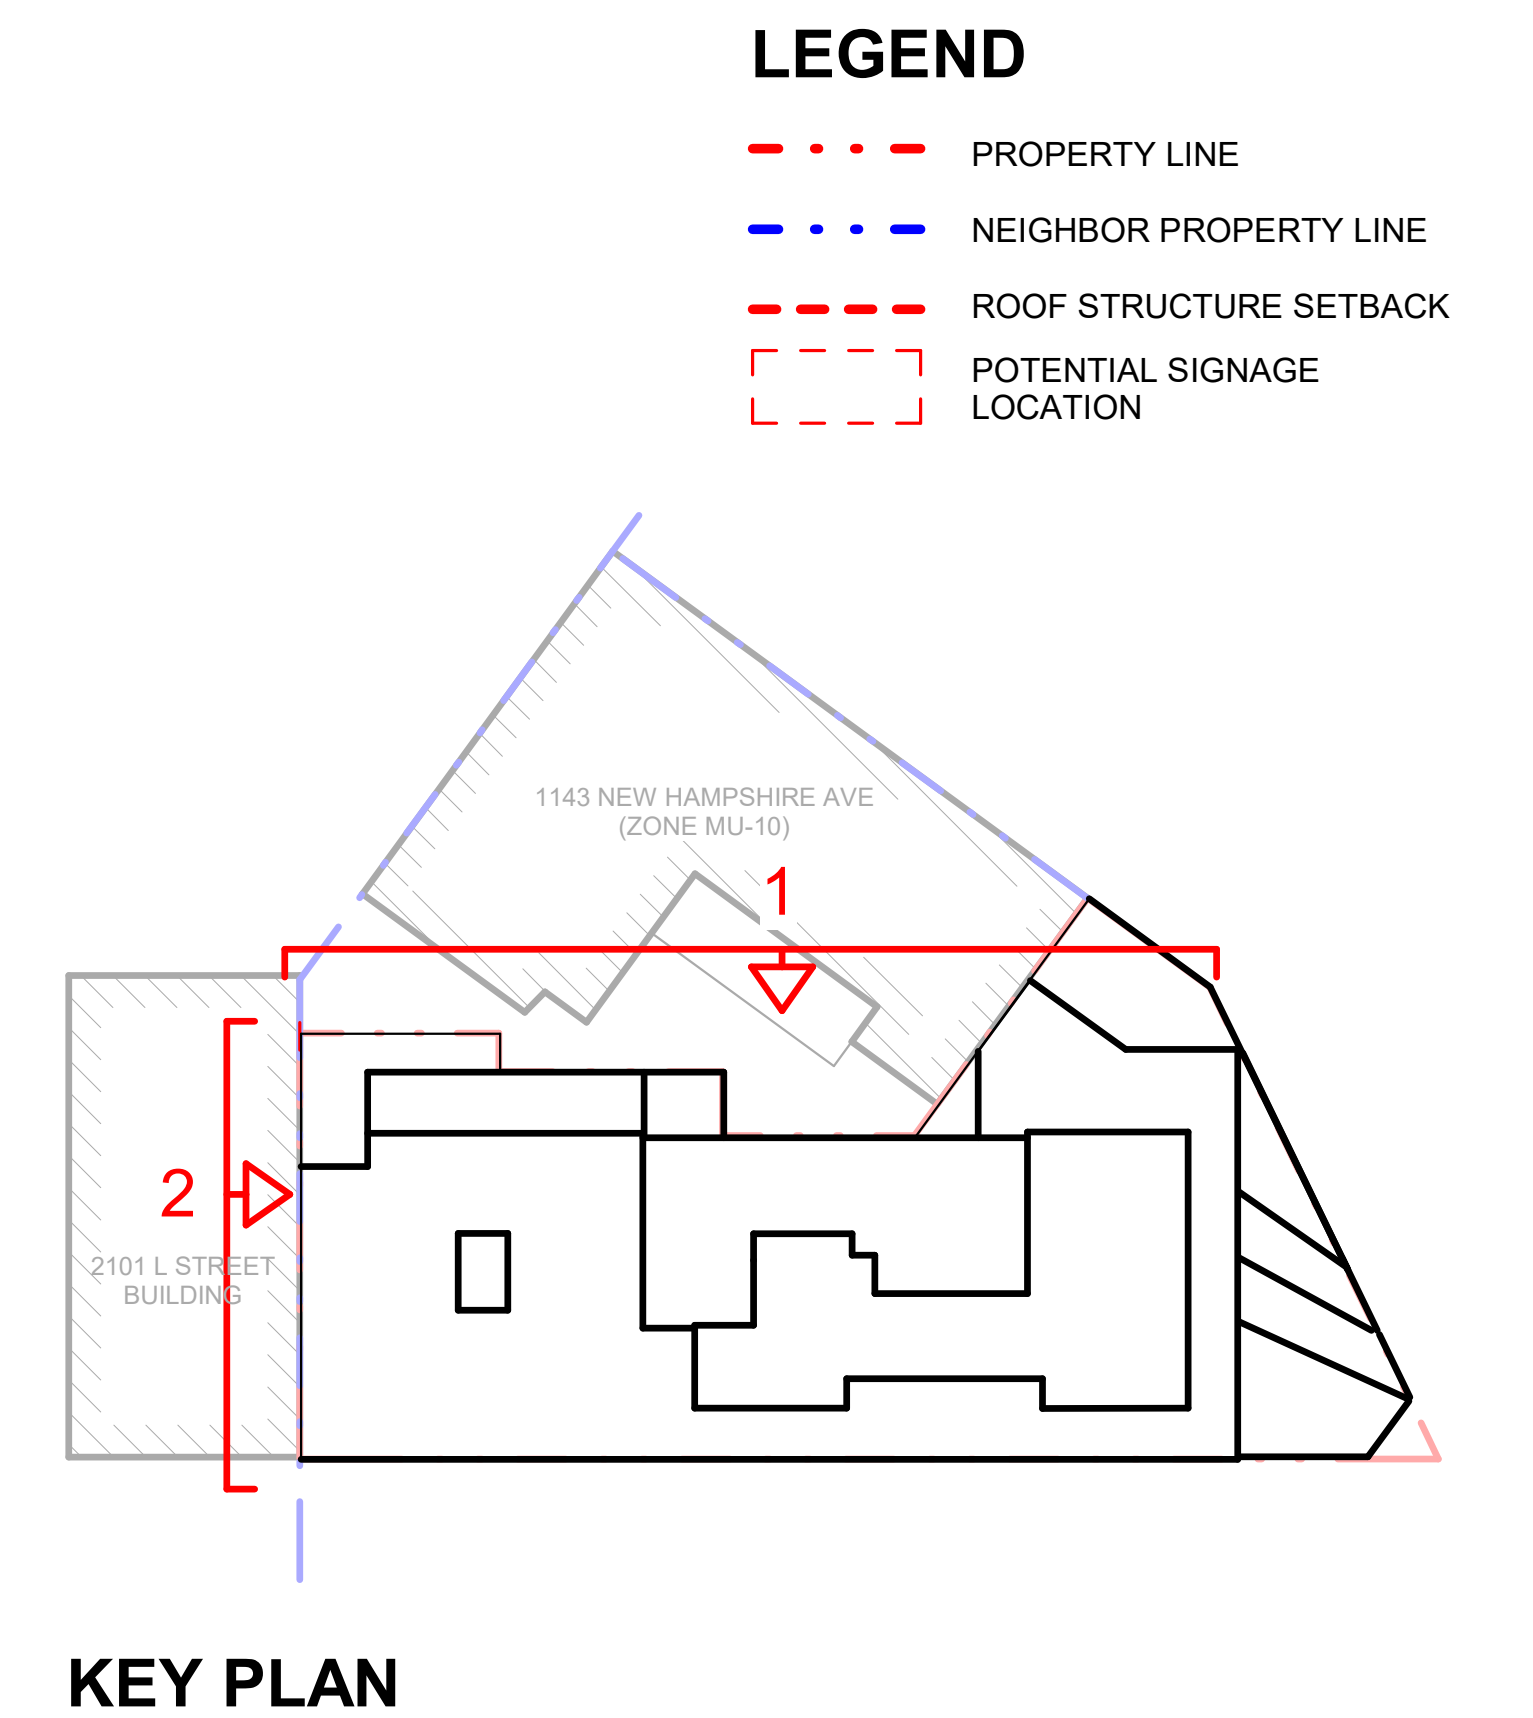 LEGEND
PROPERTY LINE
NEIGHBOR PROPERTY LINE
ROOF STRUCTURE SETBACK
POTENTIAL SIGNAGE
LOCATION
1143 NEW HAMPSHIRE AVE
(ZONE MU-10)
1
2
2101 L STREET
BUILDING
KEY PLAN